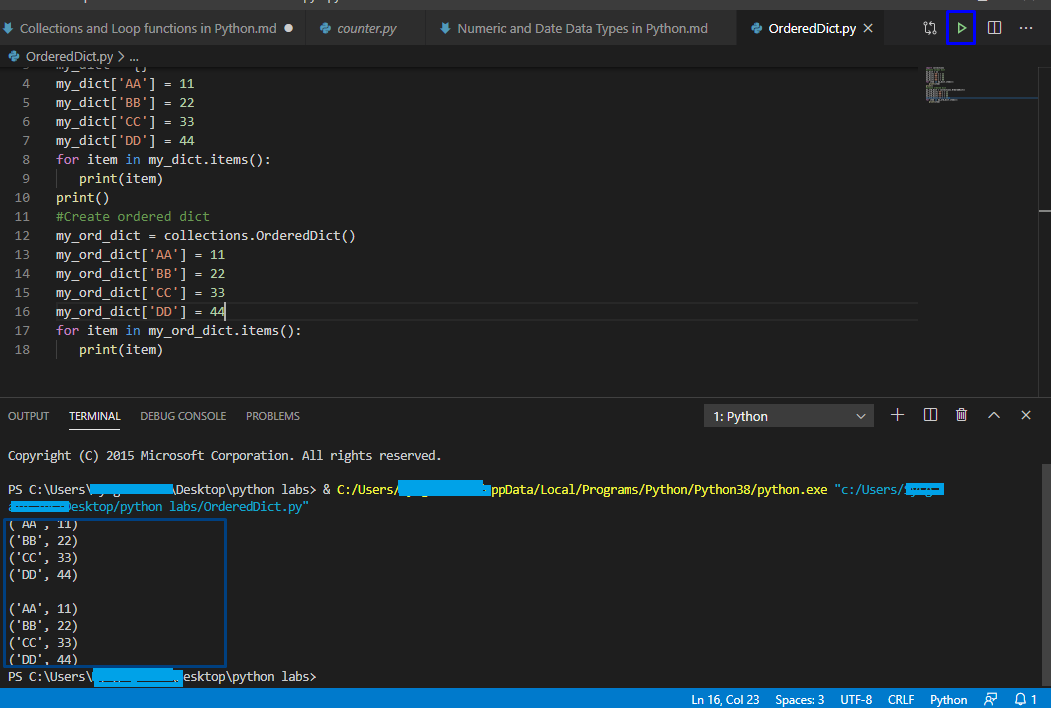 Collections and Loop functions in Python.md
counter.py
Numeric and Date Data Types in Python.md
OrderedDict.py
OrderedDict.py > ...
4 my_dict['AA'] = 11
5 my_dict['BB'] = 22
6 my_dict['CC'] = 33
7 my_dict['DD'] = 44
8 for item in my_dict.items():
9 print(item)
10 print()
11 #Create ordered dict
12 my_ord_dict = collections.OrderedDict()
13 my_ord_dict['AA'] = 11
14 my_ord_dict['BB'] = 22
15 my_ord_dict['CC'] = 33
16 my_ord_dict['DD'] = 44
17 for item in my_ord_dict.items():
18 print(item)
OUTPUT TERMINAL DEBUG CONSOLE PROBLEMS 1: Python
Copyright (C) 2015 Microsoft Corporation. All rights reserved.
PS C:\Users\ \Desktop\python labs> & C:/Users/ ppData/Local/Programs/Python/Python38/python.exe "c:/Users/
esktop/python labs/OrderedDict.py"
('AA', 11)
('BB', 22)
('CC', 33)
('DD', 44)
('AA', 11)
('BB', 22)
('CC', 33)
('DD', 44)
PS C:\Users\ esktop\python labs>
Ln 16, Col 23 Spaces: 3 UTF-8 CRLF Python 1